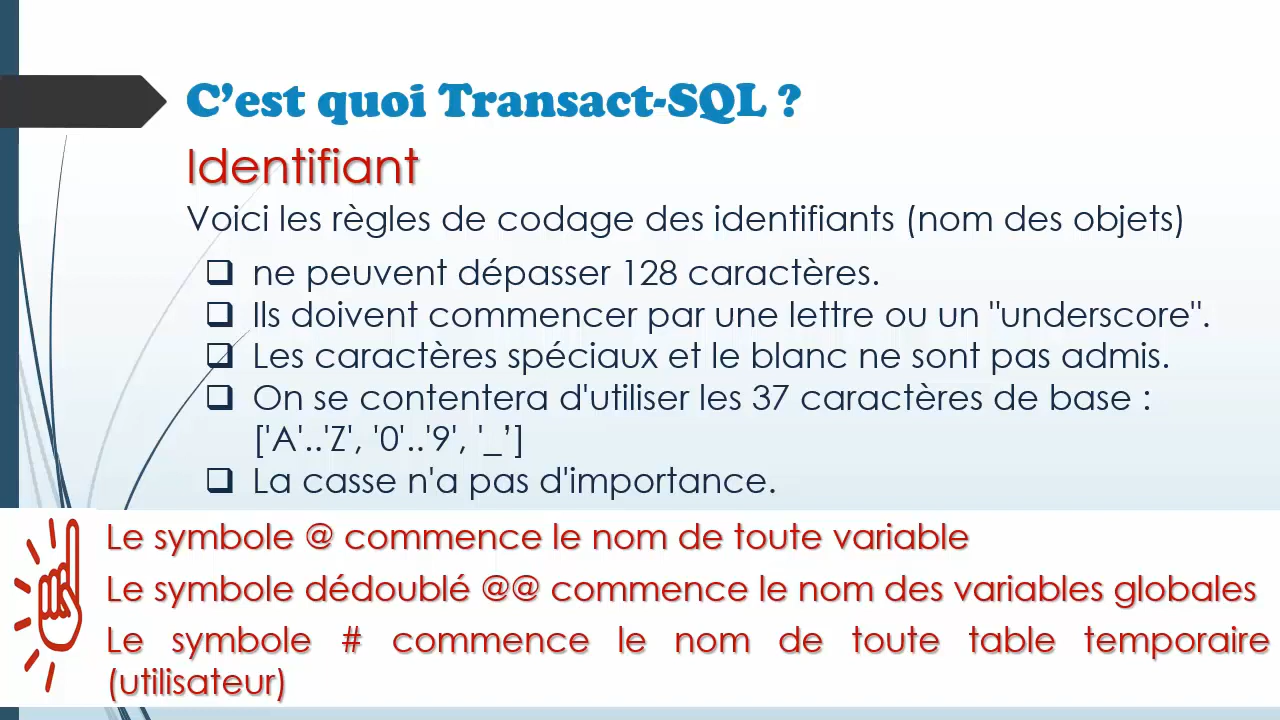 C’est quoi Transact-SQL ?
Identifiant
Voici les règles de codage des identifiants (nom des objets)
❑ ne peuvent dépasser 128 caractères.
❑ Ils doivent commencer par une lettre ou un "underscore".
❑ Les caractères spéciaux et le blanc ne sont pas admis.
❑ On se contentera d'utiliser les 37 caractères de base :
['A'..'Z', '0'..'9', '_’]
❑ La casse n'a pas d'importance.
Le symbole @ commence le nom de toute variable
Le symbole dédoublé @@ commence le nom des variables globales
Le symbole # commence le nom de toute table temporaire
(utilisateur)